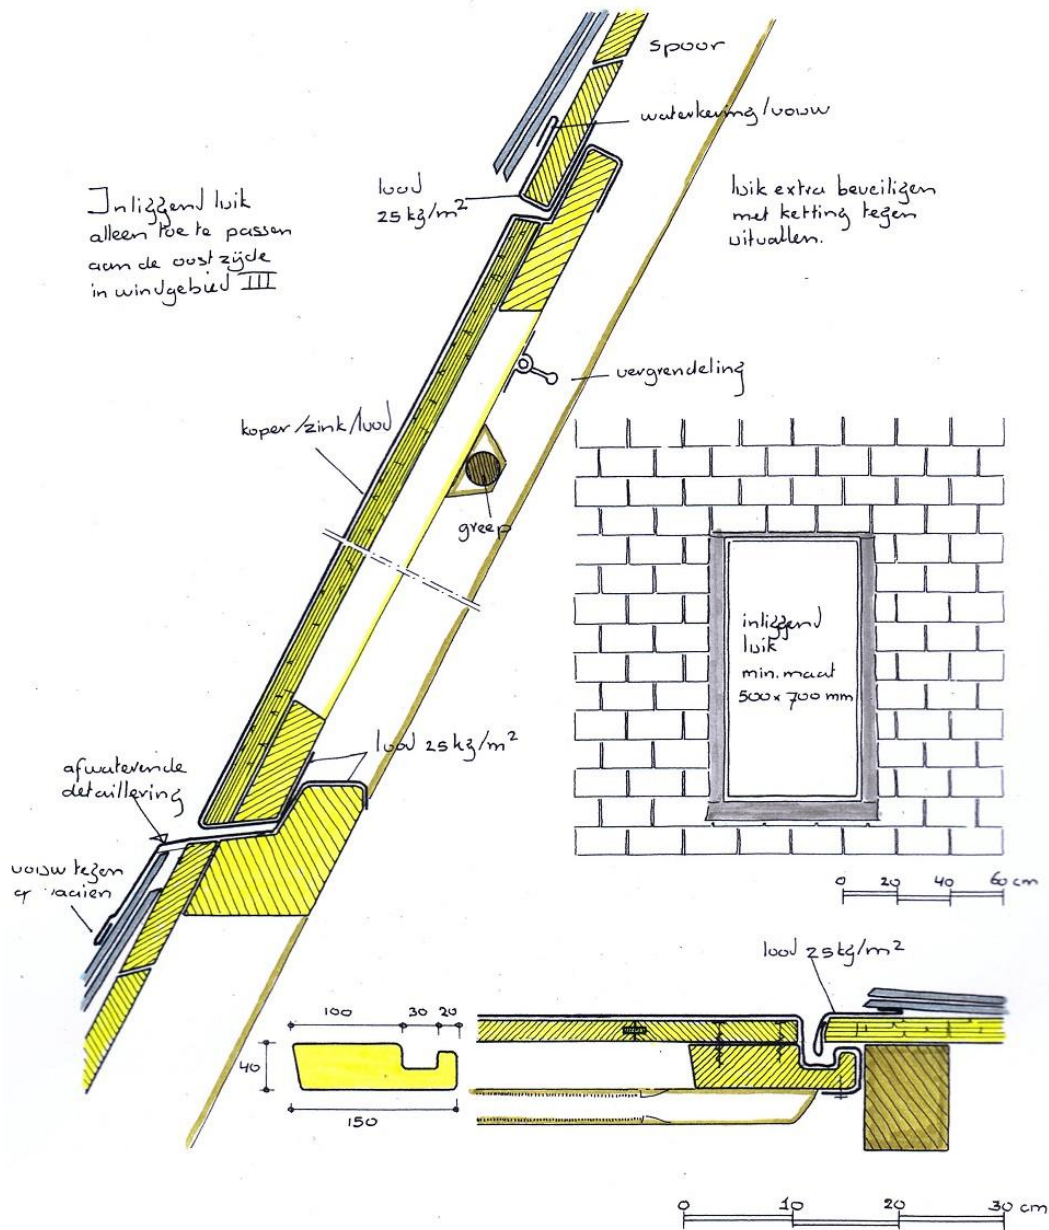 spoor
waterkering/vouw
Inliggend luik
alleen toe te passen
aan de oostzijde
in windgebied III
lood
25 kg/m²
luik extra beveiligen
met ketting tegen
uitvallen.
vergrendeling
koper/zink/lood
greep
inliggend
luik
min. maat
500 x 700 mm
lood 25 kg/m²
afwaterende
detaillering
vouw tegen
0 20 40 60 cm
lood 25 kg/m²
100 30 20
40
150
0 10 20 30 cm